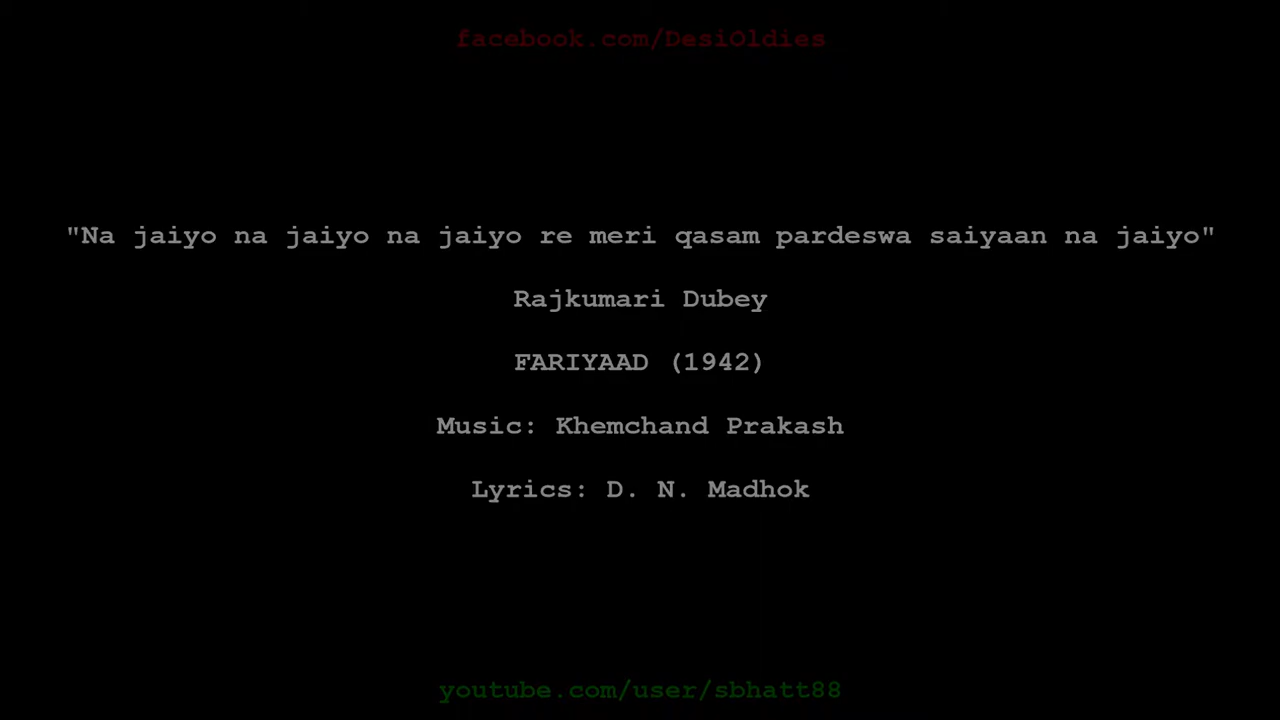 facebook.com/DesiOldies
"Na jaiyo na jaiyo na jaiyo re meri qasam pardeswa saiyaan na jaiyo"
Rajkumari Dubey
FARIYAAD (1942)
Music: Khemchand Prakash
Lyrics: D. N. Madhok
youtube.com/user/sbhatt88